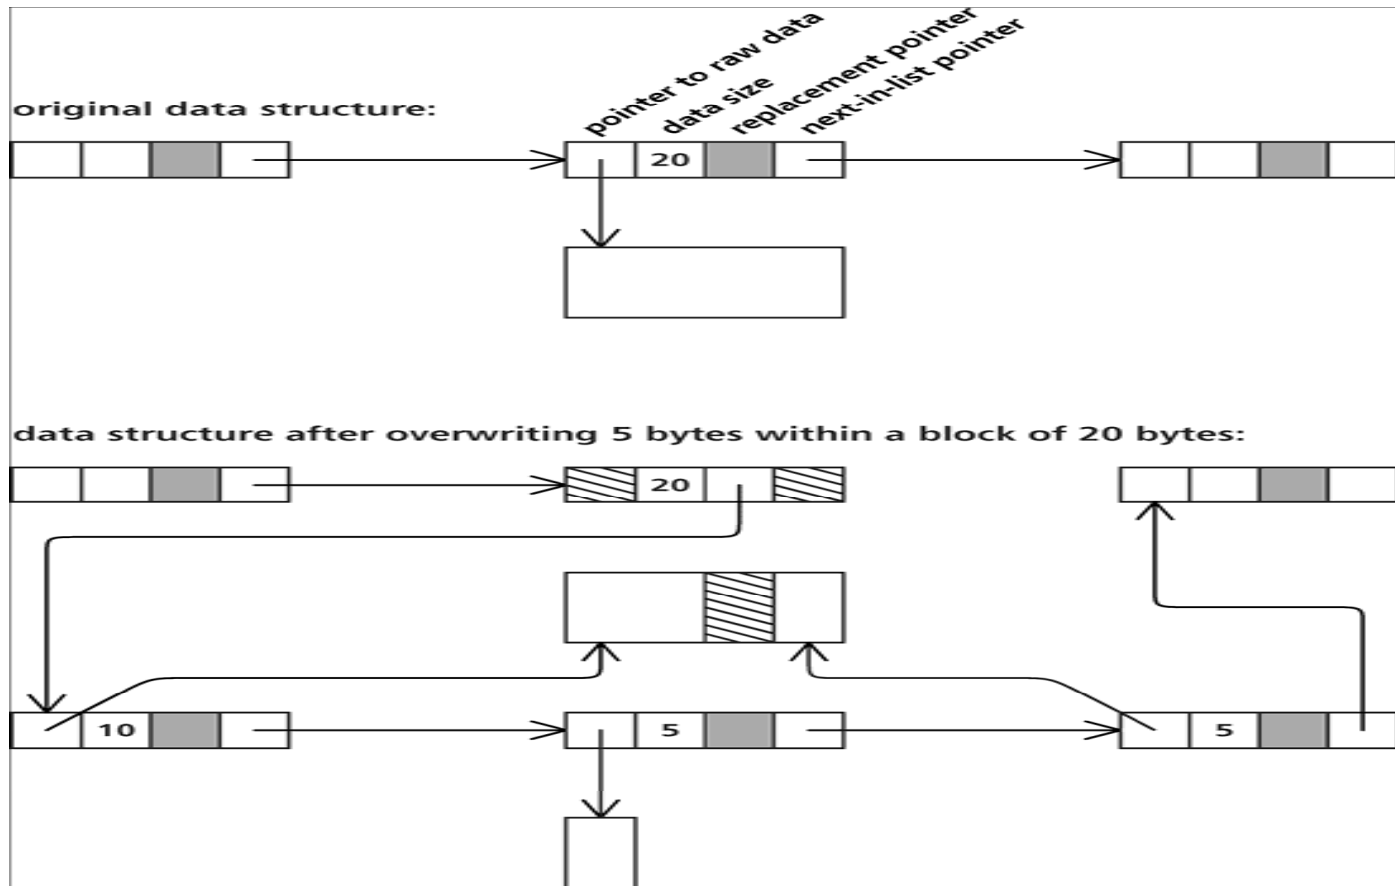 original data structure:
pointer to raw data
data size
replacement pointer
next-in-list pointer
20
data structure after overwriting 5 bytes within a block of 20 bytes:
20
10
5
5